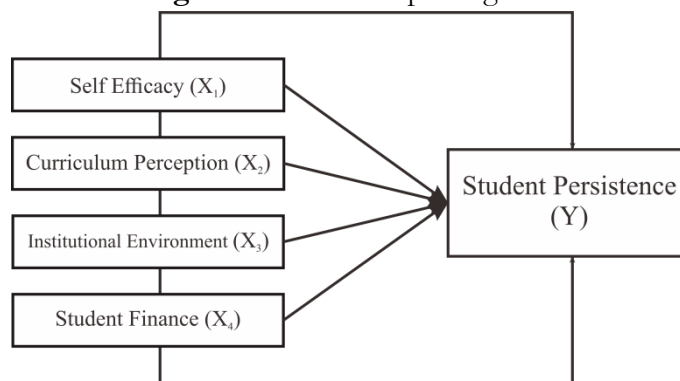 Self Efficacy (X₁)
Curriculum Perception (X₂)
Institutional Environment (X₃)
Student Finance (X₄)
Student Persistence
(Y)